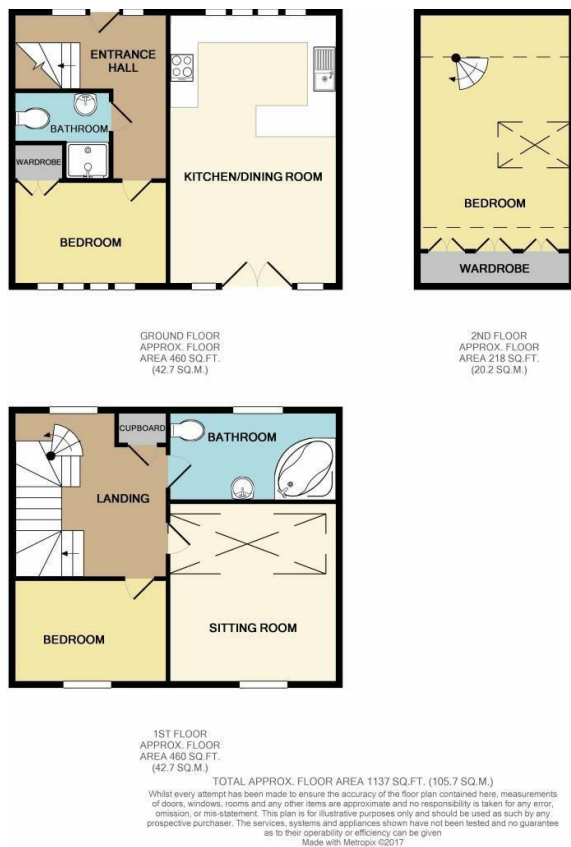 ENTRANCE
HALL
BATHROOM
WARDROBE
BEDROOM
KITCHEN/DINING ROOM
GROUND FLOOR
APPROX. FLOOR
AREA 460 SQ.FT.
(42.7 SQ.M.)
BEDROOM
WARDROBE
2ND FLOOR
APPROX. FLOOR
AREA 218 SQ.FT.
(20.2 SQ.M.)
CUPBOARD
BATHROOM
LANDING
BEDROOM
SITTING ROOM
1ST FLOOR
APPROX. FLOOR
AREA 460 SQ.FT.
(42.7 SQ.M.)
TOTAL APPROX. FLOOR AREA 1137 SQ.FT. (105.7 SQ.M.)
Whilst every attempt has been made to ensure the accuracy of the floor plan contained here, measurements
of doors, windows, rooms and any other items are approximate and no responsibility is taken for any error,
omission, or mis-statement. This plan is for illustrative purposes only and should be used as such by any
prospective purchaser. The services, systems and appliances shown have not been tested and no guarantee
as to their operability or efficiency can be given
Made with Metropix ©2017